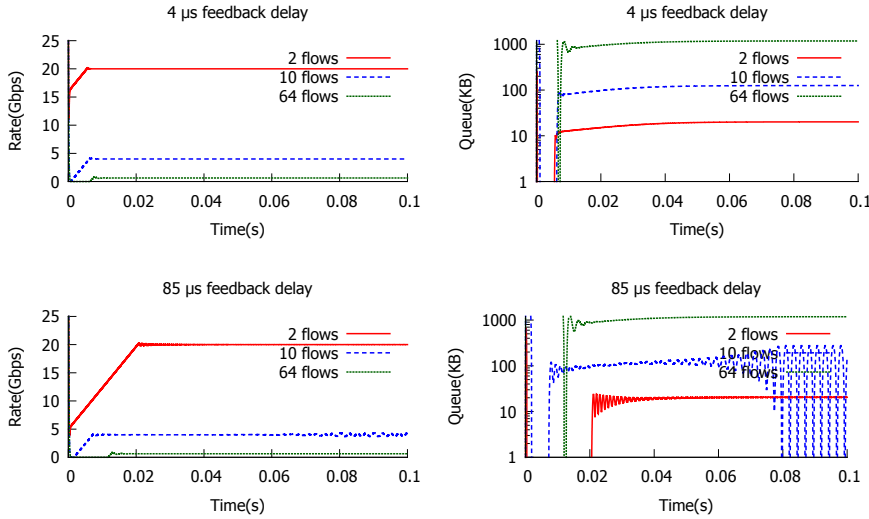 4 µs feedback delay
25
20
15
10
5
0
Rate(Gbps)
2 flows
10 flows
64 flows
0 0.02 0.04 0.06 0.08 0.1
Time(s)
4 µs feedback delay
1000
100
10
1
Queue(KB)
2 flows
10 flows
64 flows
0 0.02 0.04 0.06 0.08 0.1
Time(s)
85 µs feedback delay
25
20
15
10
5
0
Rate(Gbps)
2 flows
10 flows
64 flows
0 0.02 0.04 0.06 0.08 0.1
Time(s)
85 µs feedback delay
1000
100
10
1
Queue(KB)
2 flows
10 flows
64 flows
0 0.02 0.04 0.06 0.08 0.1
Time(s)